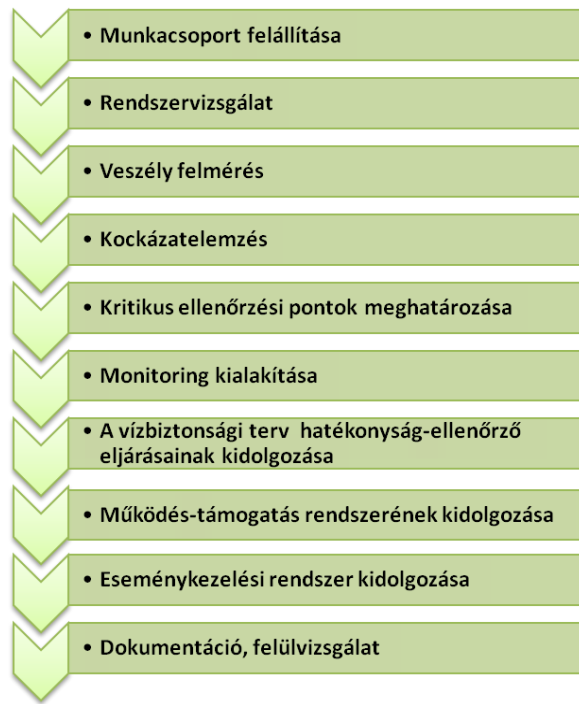 • Munkacsoport felállítása
• Rendszervizsgálat
• Veszély felmérés
• Kockázatelemzés
• Kritikus ellenőrzési pontok meghatározása
• Monitoring kialakítása
• A vízbiztonsági terv hatékonyság-ellenőrző
eljárásainak kidolgozása
• Működés-támogatás rendszerének kidolgozása
• Eseménykezelési rendszer kidolgozása
• Dokumentáció, felülvizsgálat